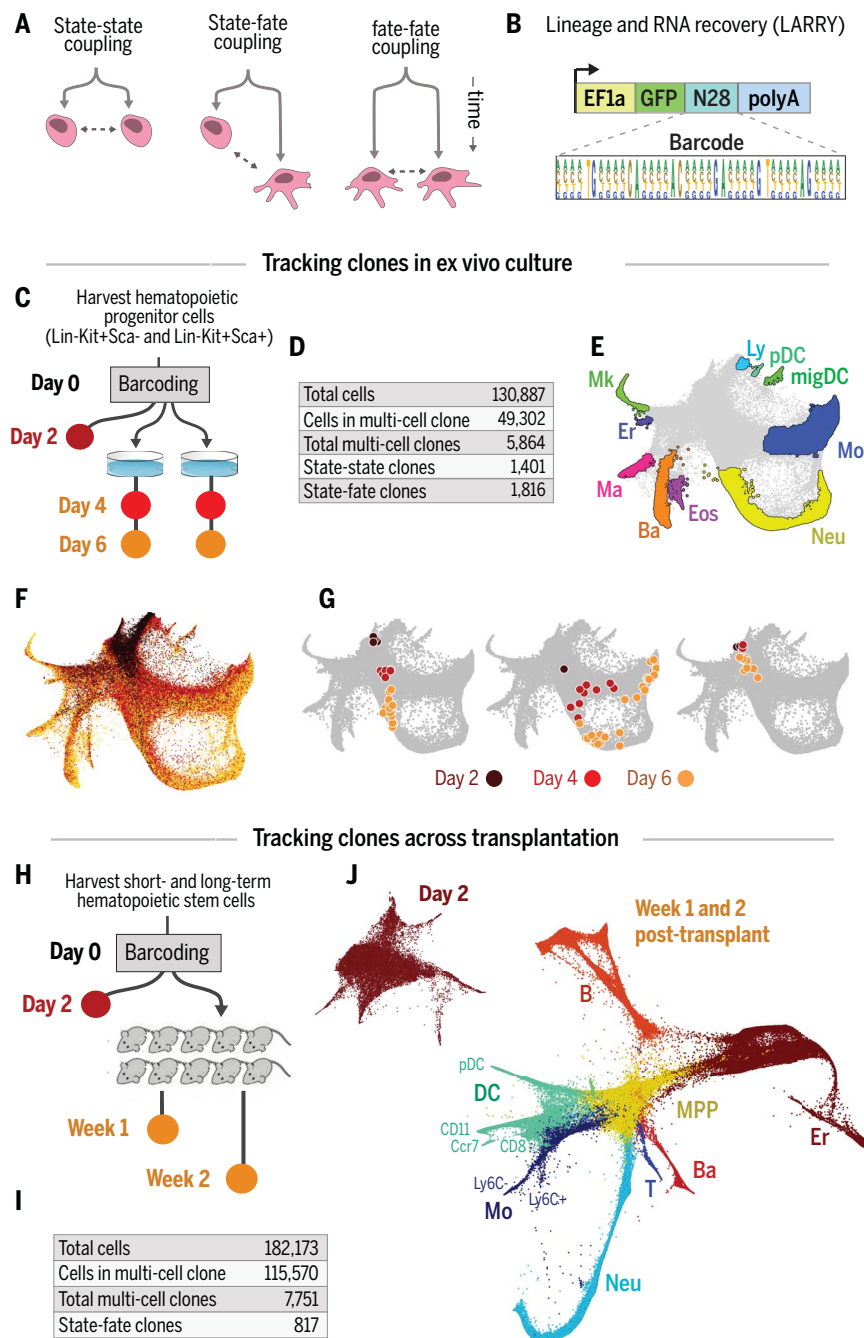 A
State-state
coupling
State-fate
coupling
fate-fate
coupling
time
B
Lineage and RNA recovery (LARRY)
EF1a GFP N28 polyA
Barcode
Tracking clones in ex vivo culture
C
Harvest hematopoietic
progenitor cells
(Lin-Kit+Sca- and Lin-Kit+Sca+)
Day 0
Barcoding
Day 2
Day 4
Day 6
D
Total cells 130,887
Cells in multi-cell clone 49,302
Total multi-cell clones 5,864
State-state clones 1,401
State-fate clones 1,816
E
Ly
pDC
migDC
Mk
Er
Mo
Ma
Ba
Eos
Neu
F
G
Day 2 Day 4 Day 6
Tracking clones across transplantation
H
Harvest short- and long-term
hematopoietic stem cells
Day 0
Barcoding
Day 2
Week 1
Week 2
I
Total cells 182,173
Cells in multi-cell clone 115,570
Total multi-cell clones 7,751
State-fate clones 817
J
Day 2
Week 1 and 2
post-transplant
B
pDC
DC
MPP
CD11
Ccr7
CD8
Er
Ly6C-
Ly6C+
Mo
T
Ba
Neu